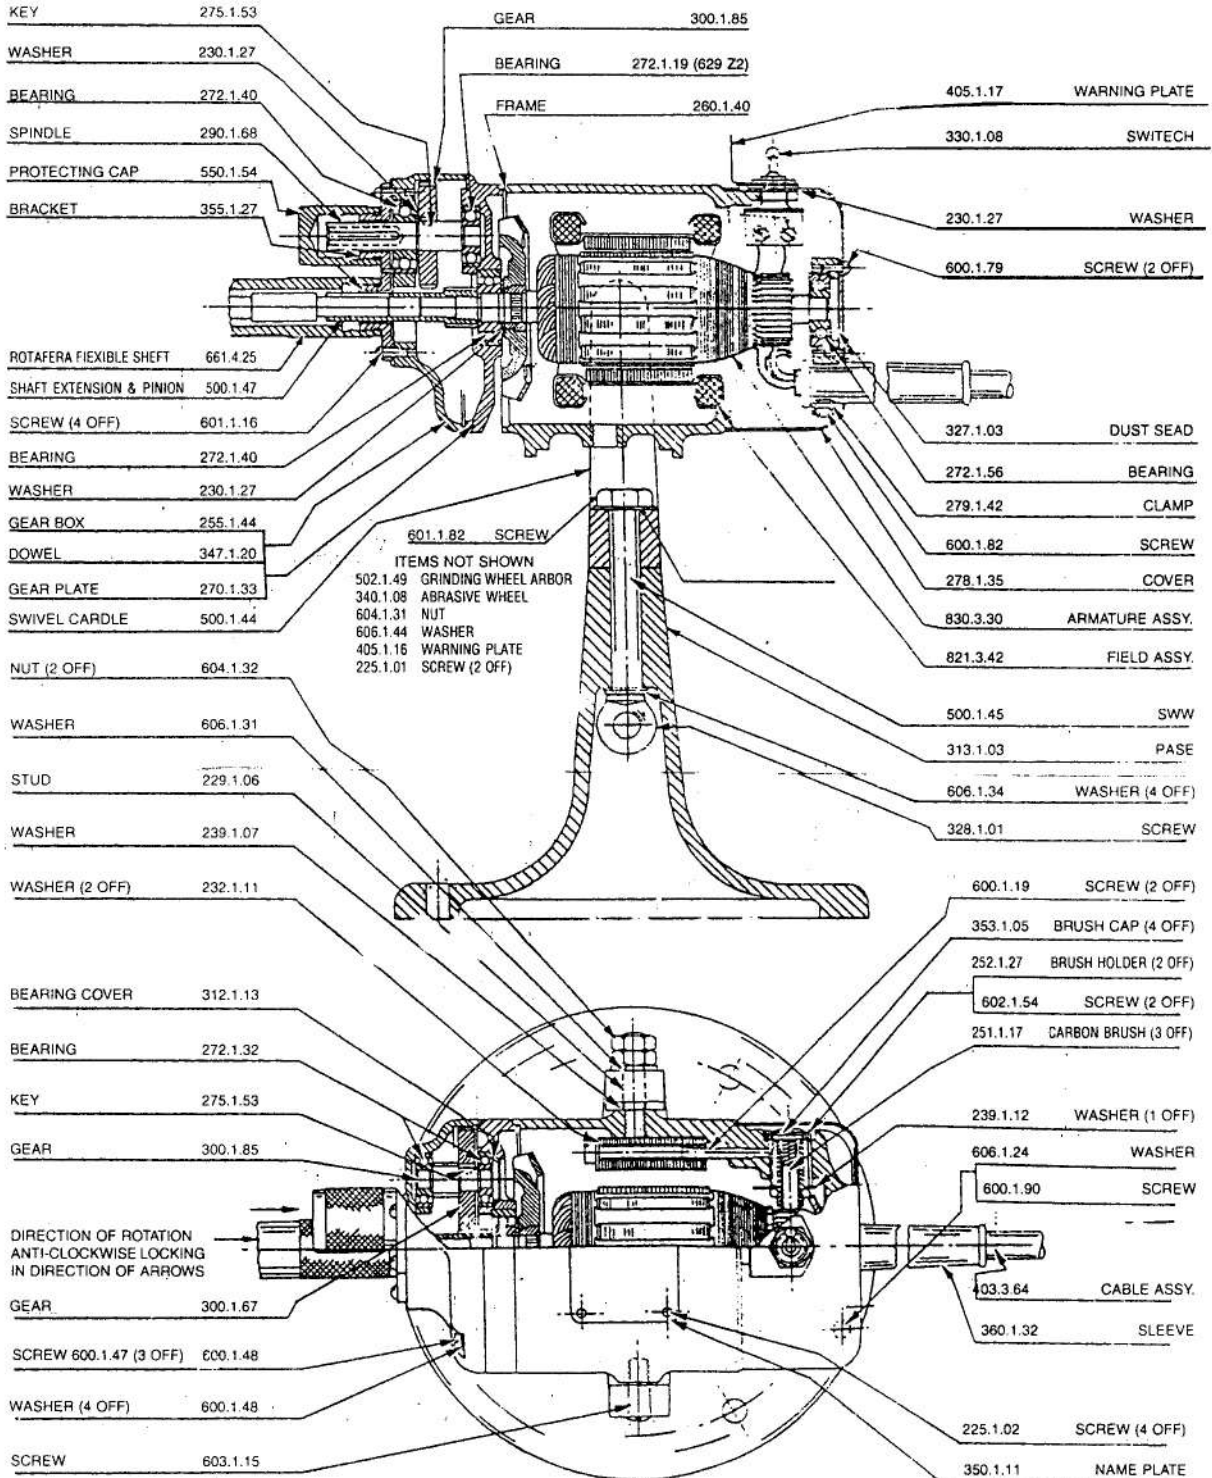 KEY 275.1.53
WASHER 230.1.27
BEARING 272.1.40
SPINDLE 290.1.68
PROTECTING CAP 550.1.54
BRACKET 355.1.27
GEAR 300.1.85
BEARING 272.1.19 (629 Z2)
FRAME 260.1.40
405.1.17 WARNING PLATE
330.1.08 SWITECH
230.1.27 WASHER
600.1.79 SCREW (2 OFF)
ROTAFERA FIEXIBLE SHEFT 661.4.25
SHAFT EXTENSION & PINION 500.1.47
SCREW (4 OFF) 601.1.16
BEARING 272.1.40
WASHER 230.1.27
GEAR BOX 255.1.44
DOWEL 347.1.20
GEAR PLATE 270.1.33
SWIVEL CARDLE 500.1.44
601.1.82 SCREW
ITEMS NOT SHOWN
502.1.49 GRINDING WHEEL ARBOR
340.1.08 ABRASIVE WHEEL
604.1.31 NUT
606.1.44 WASHER
405.1.16 WARNING PLATE
225.1.01 SCREW (2 OFF)
327.1.03 DUST SEAD
272.1.56 BEARING
279.1.42 CLAMP
600.1.82 SCREW
278.1.35 COVER
830.3.30 ARMATURE ASSY.
821.3.42 FIELD ASSY.
500.1.45 SWW
313.1.03 PASE
606.1.34 WASHER (4 OFF)
328.1.01 SCREW
NUT (2 OFF) 604.1.32
WASHER 606.1.31
STUD 229.1.06
WASHER 239.1.07
WASHER (2 OFF) 232.1.11
BEARING COVER 312.1.13
BEARING 272.1.32
KEY 275.1.53
GEAR 300.1.85
DIRECTION OF ROTATION
ANTI-CLOCKWISE LOCKING
IN DIRECTION OF ARROWS
GEAR 300.1.67
SCREW 600.1.47 (3 OFF) 600.1.48
WASHER (4 OFF) 600.1.48
SCREW 603.1.15
600.1.19 SCREW (2 OFF)
353.1.05 BRUSH CAP (4 OFF)
252.1.27 BRUSH HOLDER (2 OFF)
602.1.54 SCREW (2 OFF)
251.1.17 CARBON BRUSH (3 OFF)
239.1.12 WASHER (1 OFF)
606.1.24 WASHER
600.1.90 SCREW
403.3.64 CABLE ASSY.
360.1.32 SLEEVE
225.1.02 SCREW (4 OFF)
350.1.11 NAME PLATE